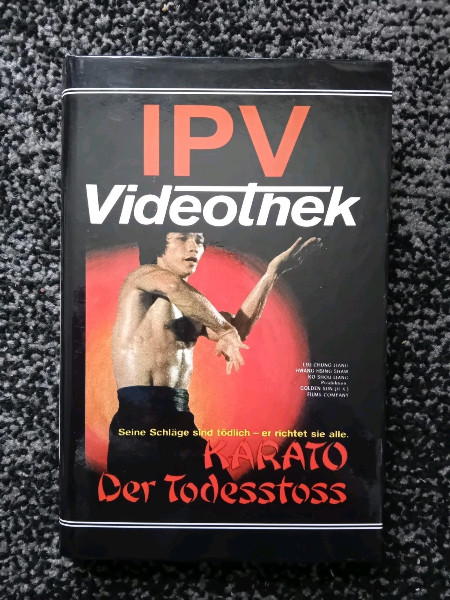 IPV
Videothek
LIU CHUNG LIANG
HWANG HSING SHAW
KO SHOU LIANG
Produktion:
GOLDEN SUN (H.K.)
FILMS COMPANY
Seine Schläge sind tödlich – er richtet sie alle.
KARATO
Der Todesstoss